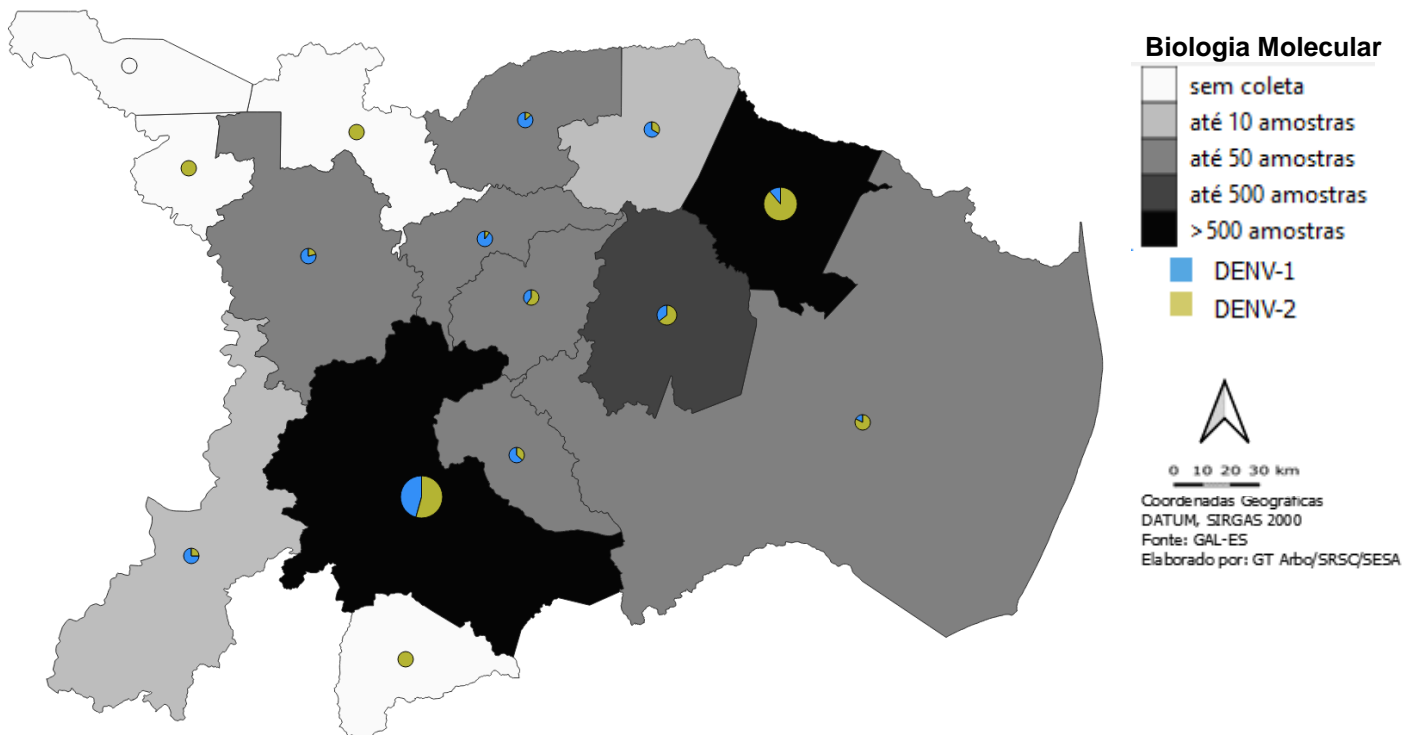 Biologia Molecular
sem coleta
até 10 amostras
até 50 amostras
até 500 amostras
>500 amostras
DENV-1
DENV-2
0 10 20 30 km
Coordenadas Geográficas
DATUM, SIRGAS 2000
Fonte: GAL-ES
Elaborado por: GT Arbo/SRSC/SESA